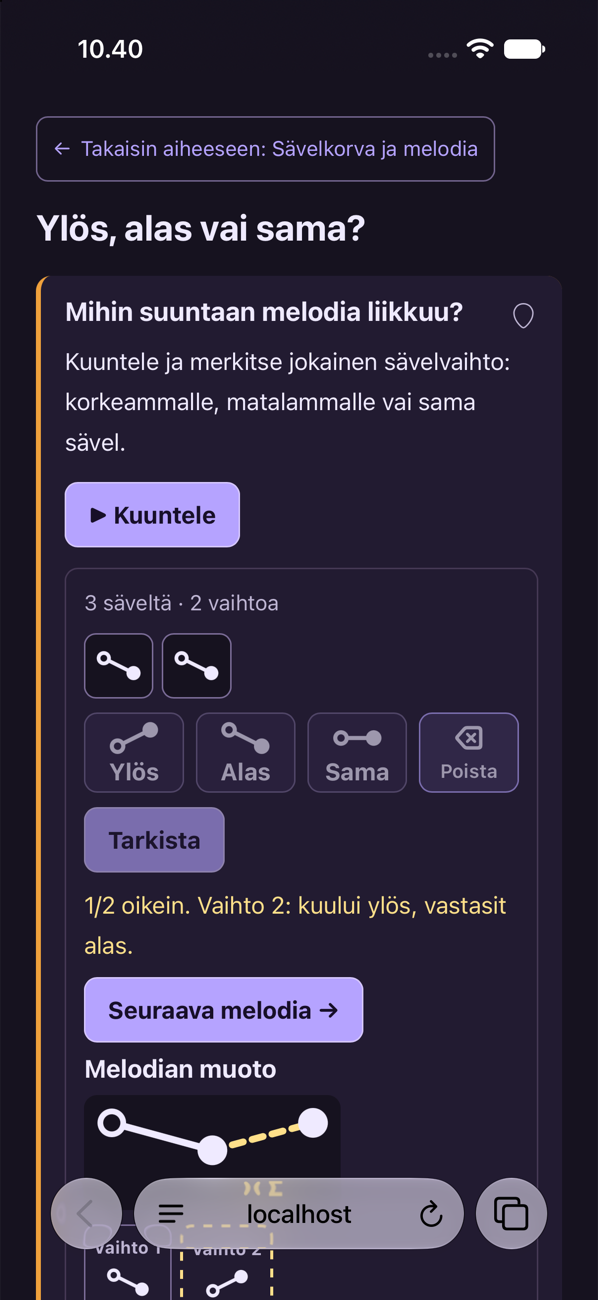 10.40
← Takaisin aiheeseen: Sävelkorva ja melodia
Ylös, alas vai sama?
Mihin suuntaan melodia liikkuu?
Kuuntele ja merkitse jokainen sävelvaihto:
korkeammalle, matalammalle vai sama
sävel.
Kuuntele
3 säveltä · 2 vaihtoa
Ylös Alas Sama Poista
Tarkista
1/2 oikein. Vaihto 2: kuului ylös, vastasit
alas.
Seuraava melodia →
Melodian muoto
localhost
Vaihto 1 Vaihto 2